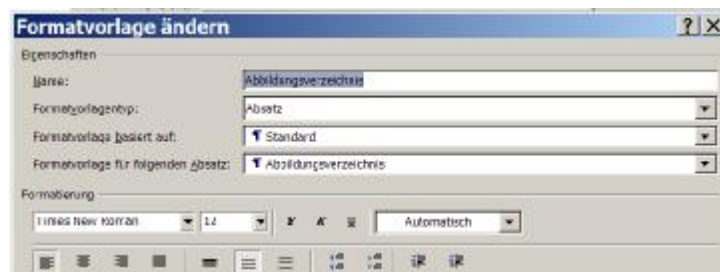 Formatvorlage ändern
Eigenschaften
Name: Abbildungsverzeichnis
Formatvorlagentyp: Absatz
Formatvorlage basiert auf: ¶ Standard
Formatvorlage für folgenden Absatz: ¶ Abbildungsverzeichnis
Formatierung
Times New Roman 12 F K U Automatisch